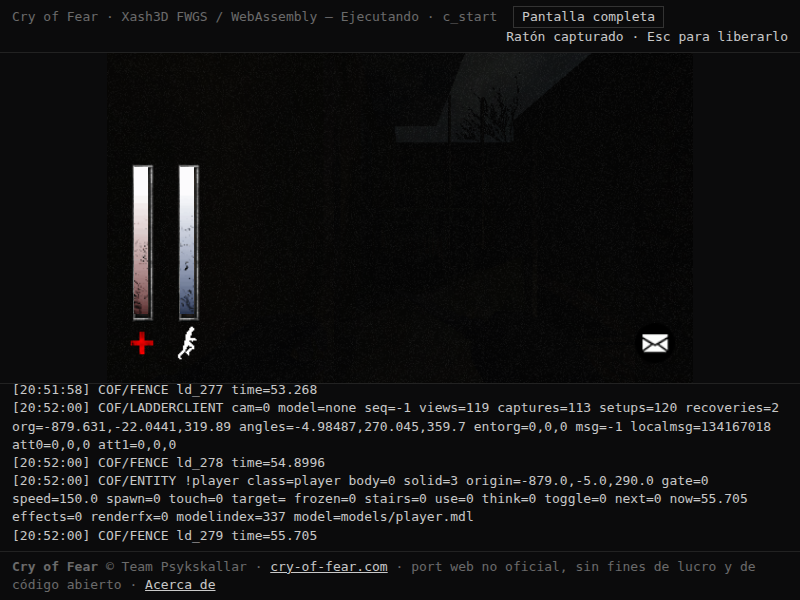 Cry of Fear · Xash3D FWGS / WebAssembly — Ejecutando · c_start
Pantalla completa
Ratón capturado · Esc para liberarlo
[20:51:58] COF/FENCE ld_277 time=53.268
[20:52:00] COF/LADDERCLIENT cam=0 model=none seq=-1 views=119 captures=113 setups=120 recoveries=2
org=-879.631,-22.0441,319.89 angles=-4.98487,270.045,359.7 entorg=0,0,0 msg=-1 localmsg=134167018
att0=0,0,0 att1=0,0,0
[20:52:00] COF/FENCE ld_278 time=54.8996
[20:52:00] COF/ENTITY !player class=player body=0 solid=3 origin=-879.0,-5.0,290.0 gate=0
speed=150.0 spawn=0 touch=0 target= frozen=0 stairs=0 use=0 think=0 toggle=0 next=0 now=55.705
effects=0 renderfx=0 modelindex=337 model=models/player.mdl
[20:52:00] COF/FENCE ld_279 time=55.705
Cry of Fear © Team Psykskallar · cry-of-fear.com · port web no oficial, sin fines de lucro y de
código abierto · Acerca de